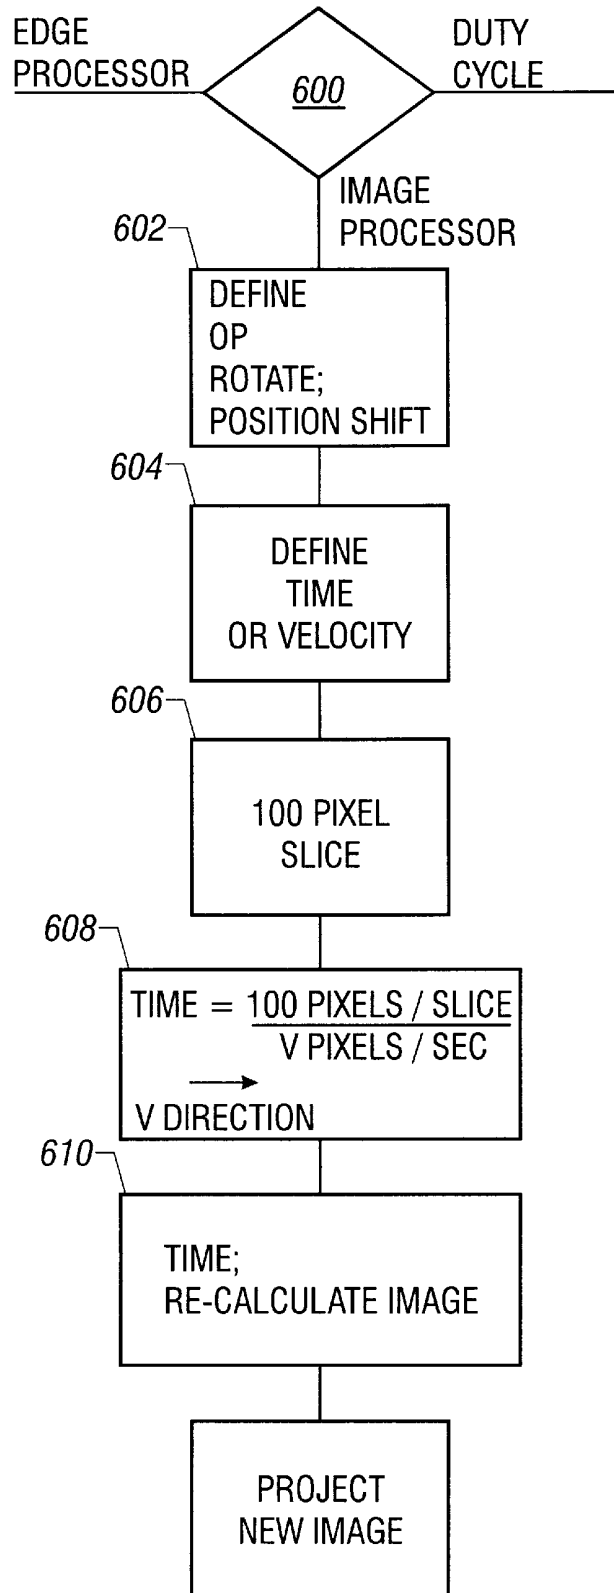 EDGE
PROCESSOR
600
DUTY
CYCLE
IMAGE
PROCESSOR
602
DEFINE
OP
ROTATE;
POSITION SHIFT
604
DEFINE
TIME
OR VELOCITY
606
100 PIXEL
SLICE
608
TIME = 100 PIXELS / SLICE
V PIXELS / SEC
V DIRECTION
610
TIME;
RE-CALCULATE IMAGE
PROJECT
NEW IMAGE